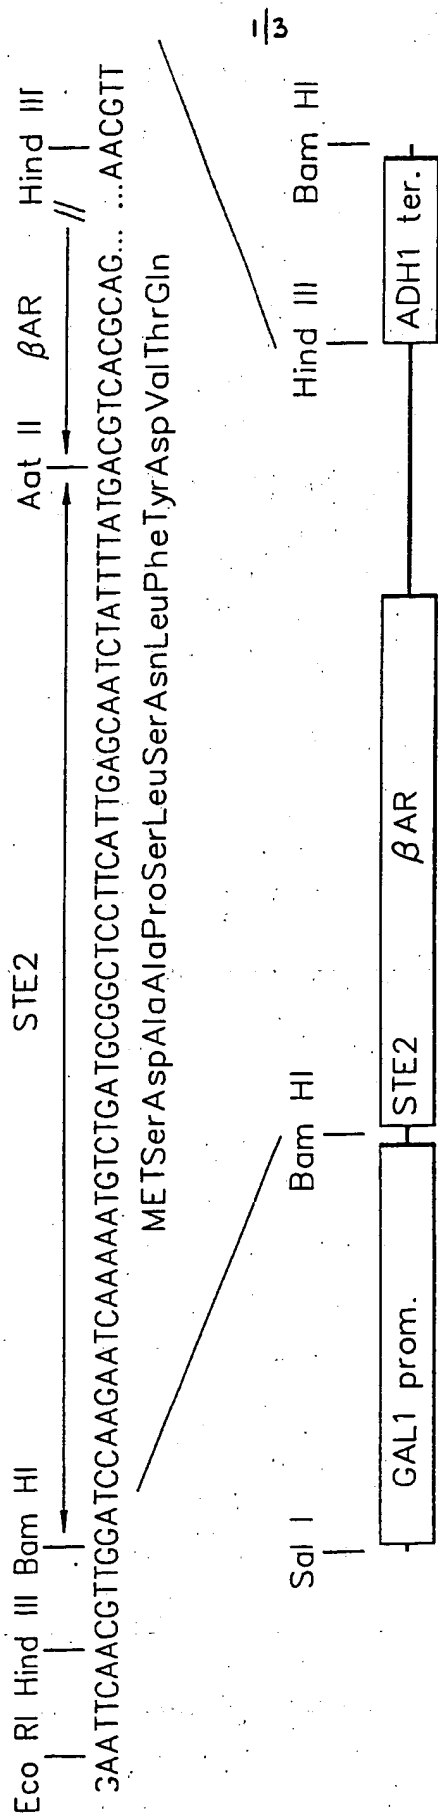 1|3
STE2
Eco RI Hind III Bam HI Aat II βAR Hind III
GAATTCAACGTTGGATCCAAGAATCAAAAATGTCTGATGCGGCTCCTTCATTGAGCAATCTATTTTATGACGTCACGCAG... ...AACGTT
METSerAspAlaAlaProSerLeuSerAsnLeuPheTyrAspValThrGln
Sal I Bam HI Hind III Bam HI
GAL1 prom. STE2 βAR ADH1 ter.